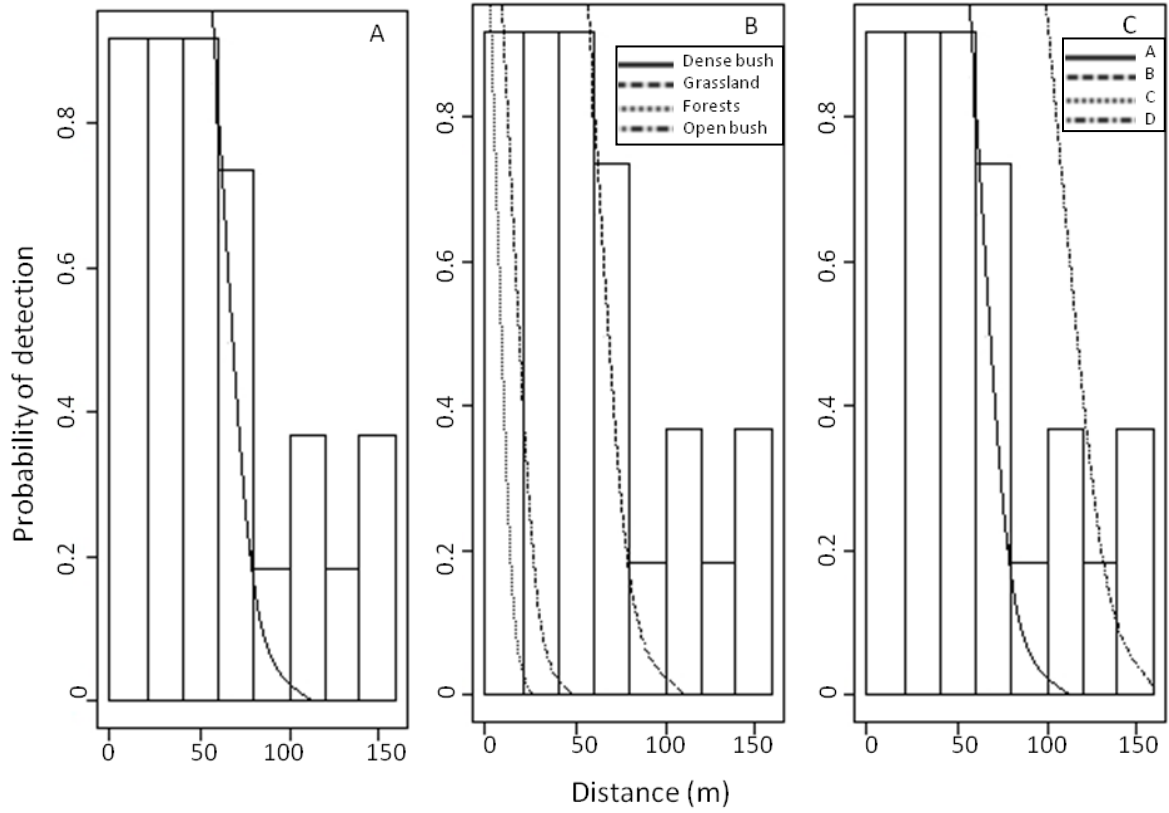 Probability of detection
A
0.8
0.6
0.4
0.2
0
0 50 100 150
B
Dense bush
Grassland
Forests
Open bush
0.8
0.6
0.4
0.2
0
0 50 100 150
C
A
B
C
D
0.8
0.6
0.4
0.2
0
0 50 100 150
Distance (m)